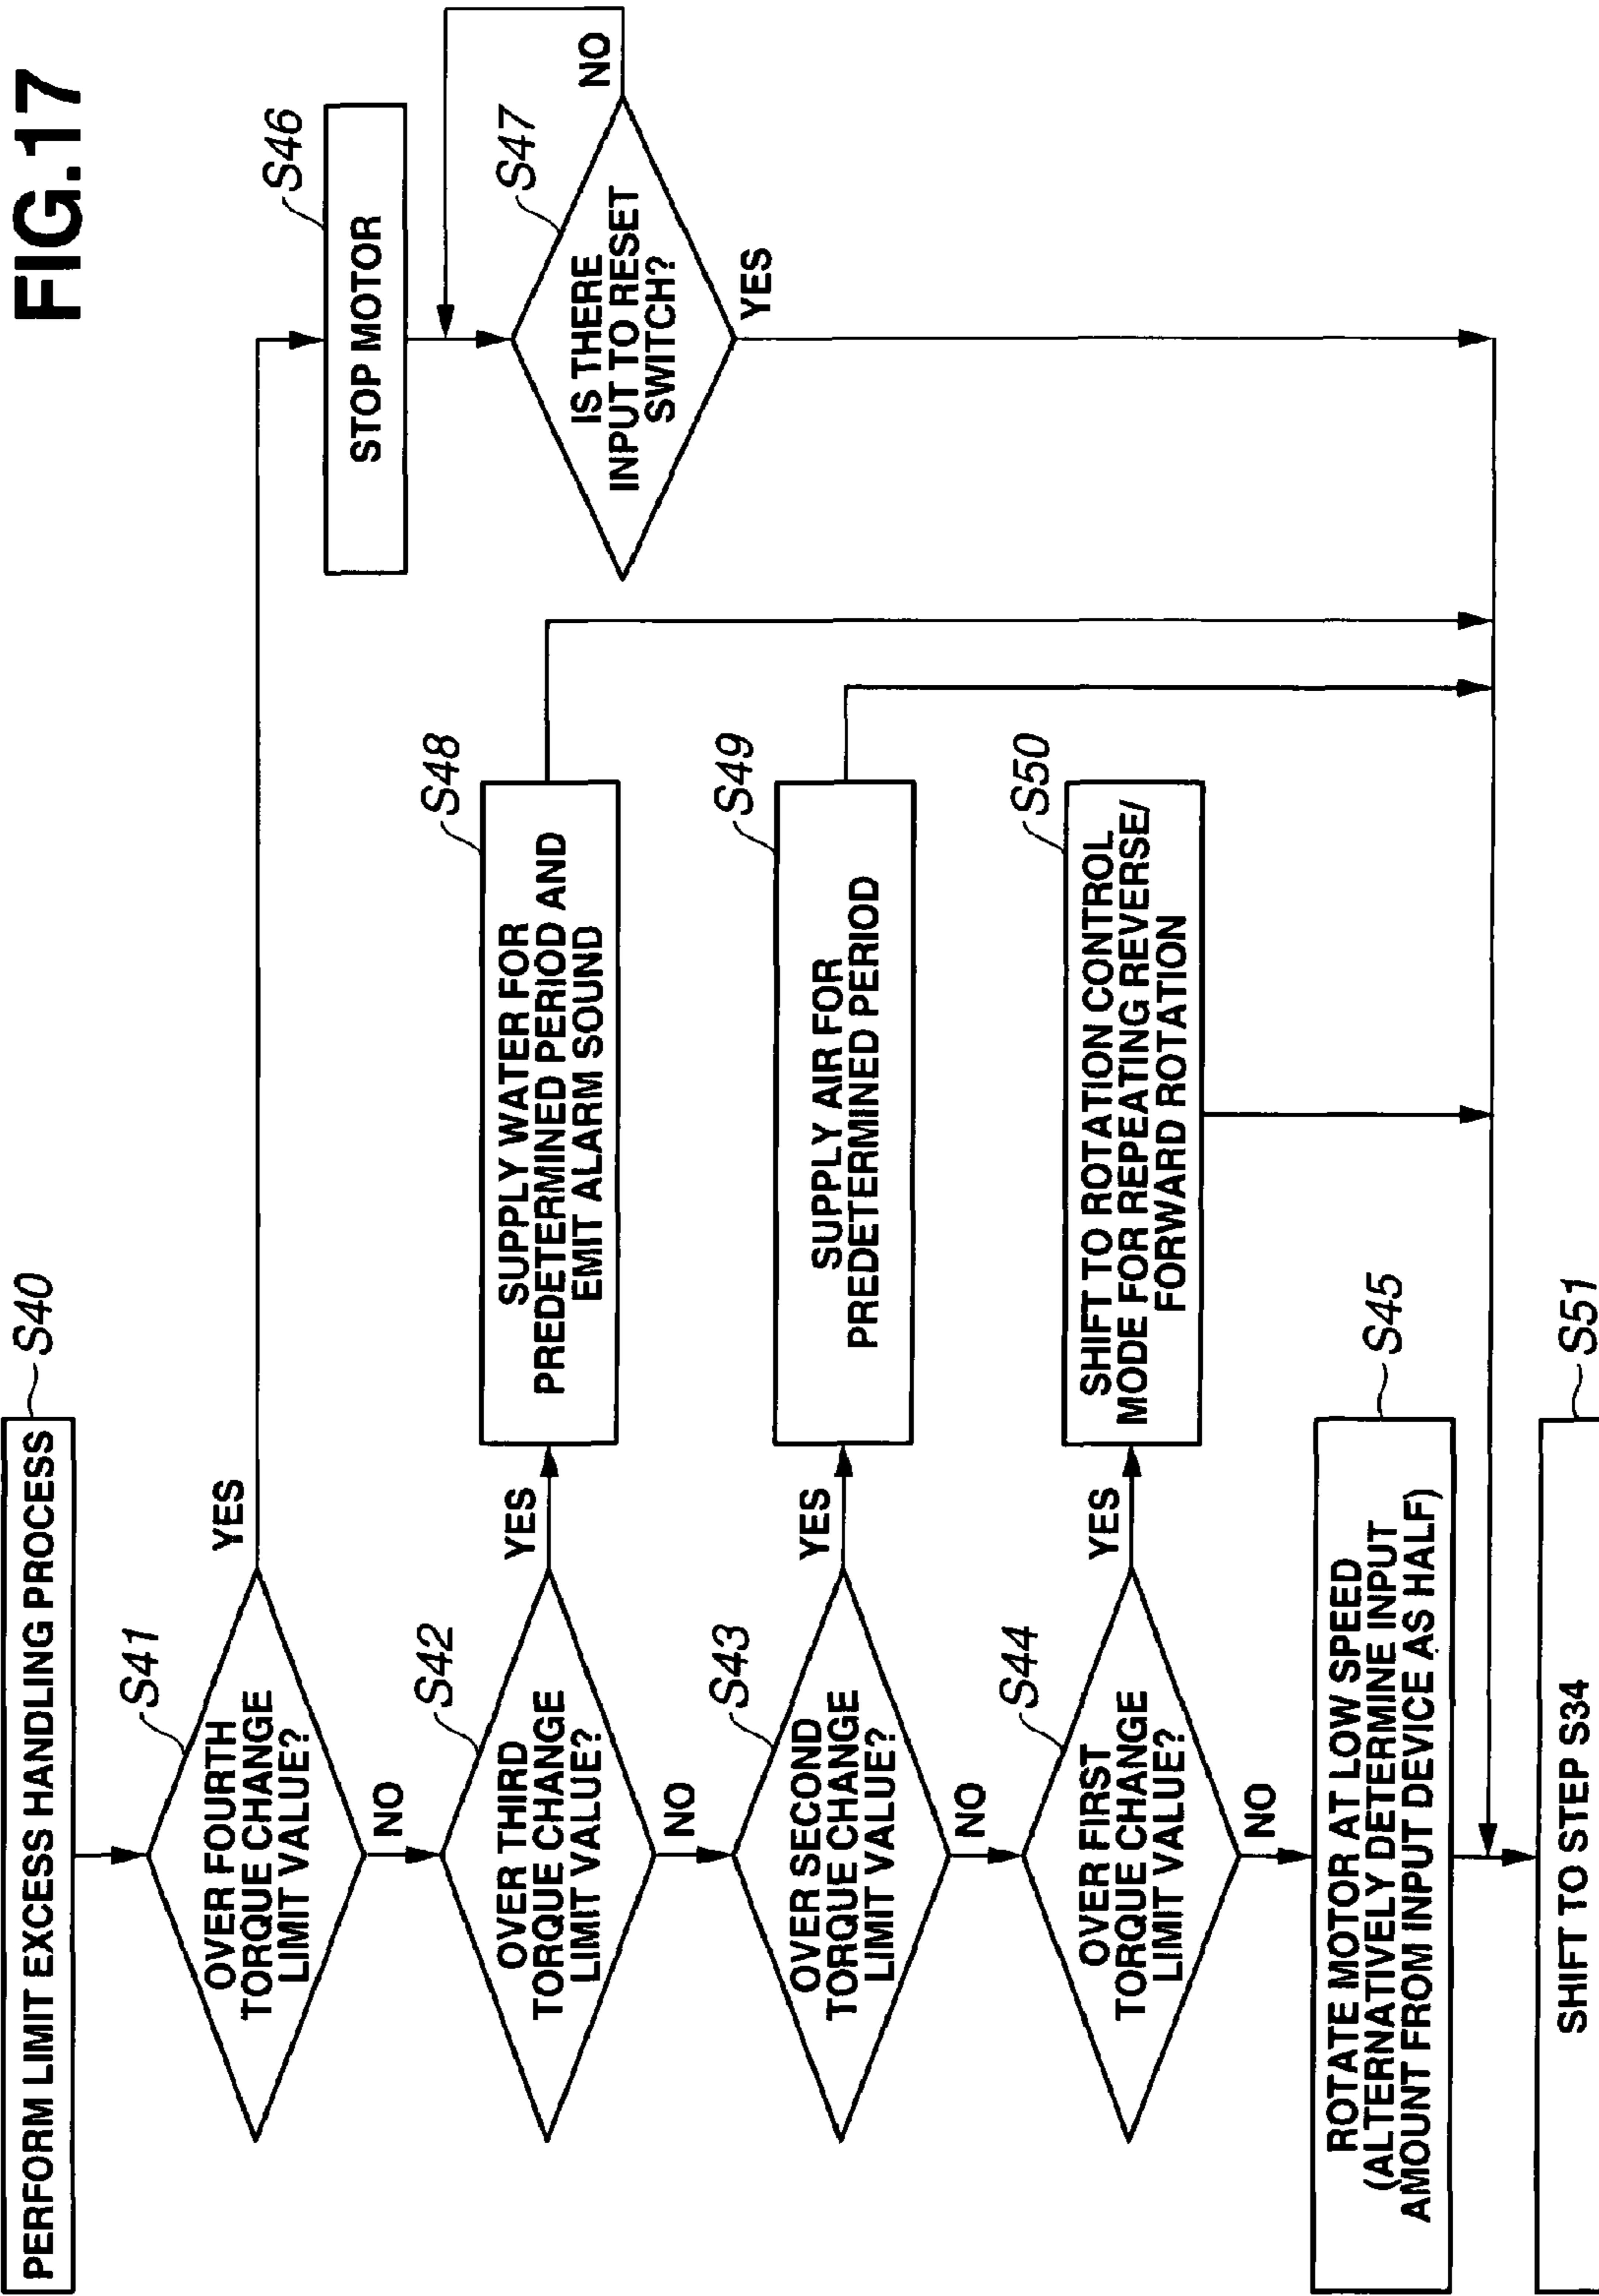 FIG.17
PERFORM LIMIT EXCESS HANDLING PROCESS
S40
OVER FOURTH
TORQUE CHANGE
LIMIT VALUE?
S41
YES
NO
STOP MOTOR
S46
IS THERE
INPUT TO RESET
SWITCH?
S47
NO
YES
OVER THIRD
TORQUE CHANGE
LIMIT VALUE?
S42
YES
NO
SUPPLY WATER FOR
PREDETERMINED PERIOD AND
EMIT ALARM SOUND
S48
OVER SECOND
TORQUE CHANGE
LIMIT VALUE?
S43
YES
NO
SUPPLY AIR FOR
PREDETERMINED PERIOD
S49
OVER FIRST
TORQUE CHANGE
LIMIT VALUE?
S44
YES
NO
SHIFT TO ROTATION CONTROL
MODE FOR REPEATING REVERSE/
FORWARD ROTATION
S50
ROTATE MOTOR AT LOW SPEED
(ALTERNATIVELY DETERMINE INPUT
AMOUNT FROM INPUT DEVICE AS HALF)
S45
SHIFT TO STEP S34
S51